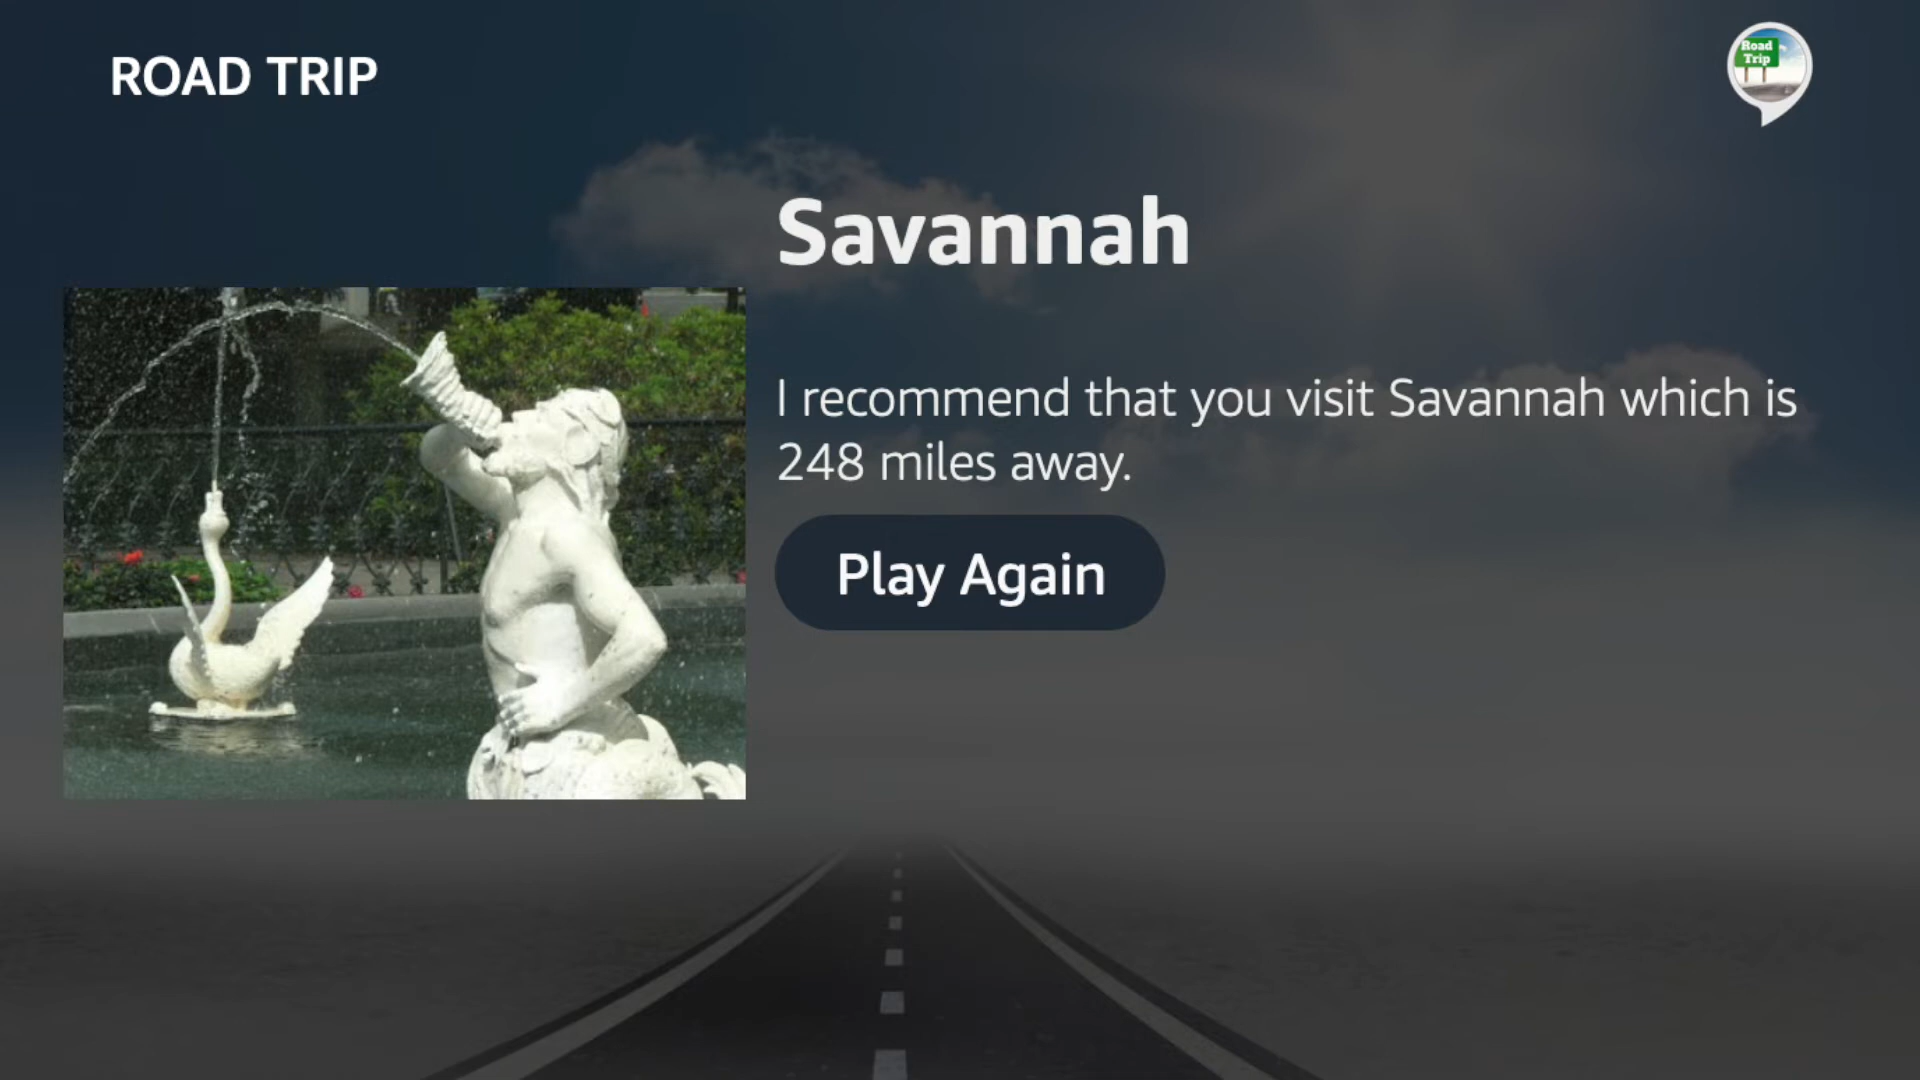 ROAD TRIP
Road
Trip
Savannah
I recommend that you visit Savannah which is
248 miles away.
Play Again